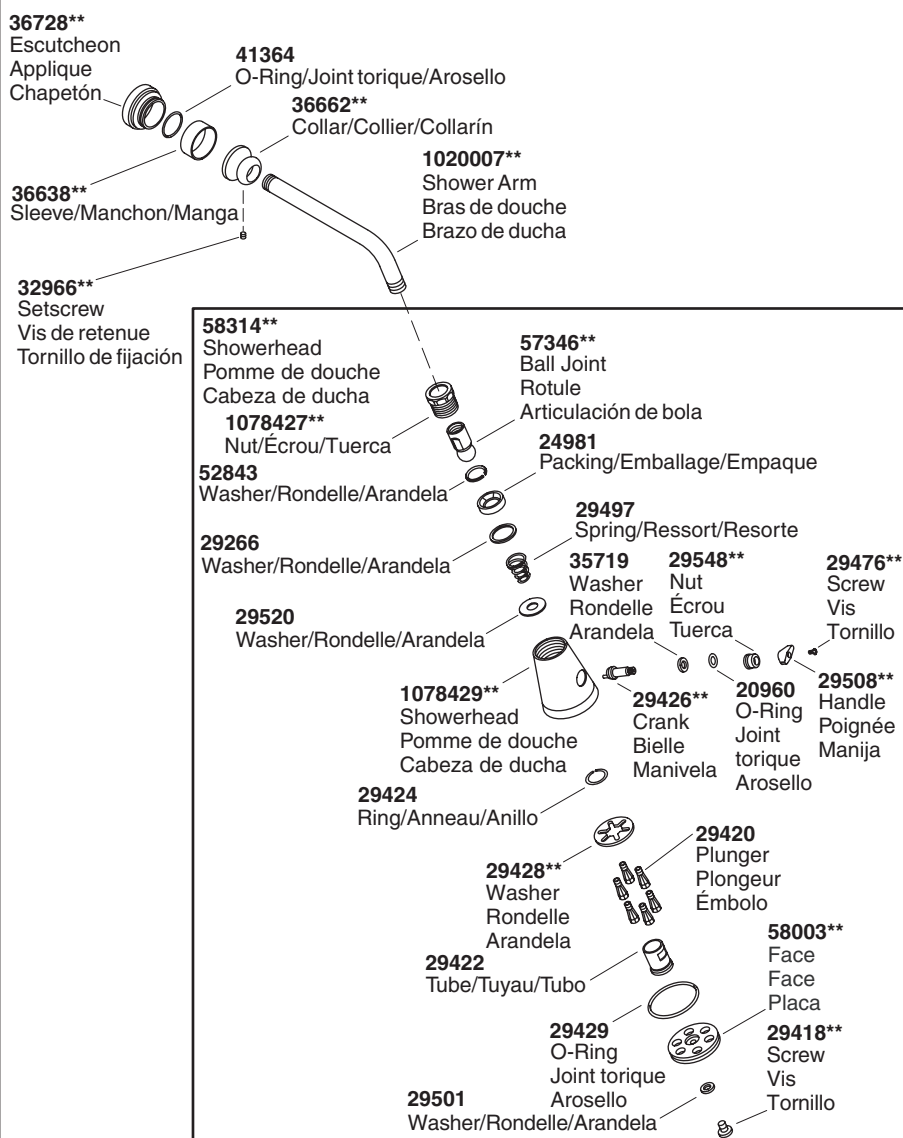 36728**
Escutcheon
Applique
Chapetón
41364
O-Ring/Joint torique/Arosello
36662**
Collar/Collier/Collarín
1020007**
Shower Arm
Bras de douche
Brazo de ducha
36638**
Sleeve/Manchon/Manga
32966**
Setscrew
Vis de retenue
Tornillo de fijación
58314**
Showerhead
Pomme de douche
Cabeza de ducha
57346**
Ball Joint
Rotule
Articulación de bola
1078427**
Nut/Écrou/Tuerca
24981
Packing/Emballage/Empaque
52843
Washer/Rondelle/Arandela
29497
Spring/Ressort/Resorte
29266
Washer/Rondelle/Arandela
35719
Washer
Rondelle
Arandela
29548**
Nut
Écrou
Tuerca
29476**
Screw
Vis
Tornillo
29520
Washer/Rondelle/Arandela
1078429**
Showerhead
Pomme de douche
Cabeza de ducha
29426**
Crank
Bielle
Manivela
20960
O-Ring
Joint
torique
Arosello
29508**
Handle
Poignée
Manija
29424
Ring/Anneau/Anillo
29428**
Washer
Rondelle
Arandela
29420
Plunger
Plongeur
Émbolo
29422
Tube/Tuyau/Tubo
58003**
Face
Face
Placa
29429
O-Ring
Joint torique
Arosello
29418**
Screw
Vis
Tornillo
29501
Washer/Rondelle/Arandela